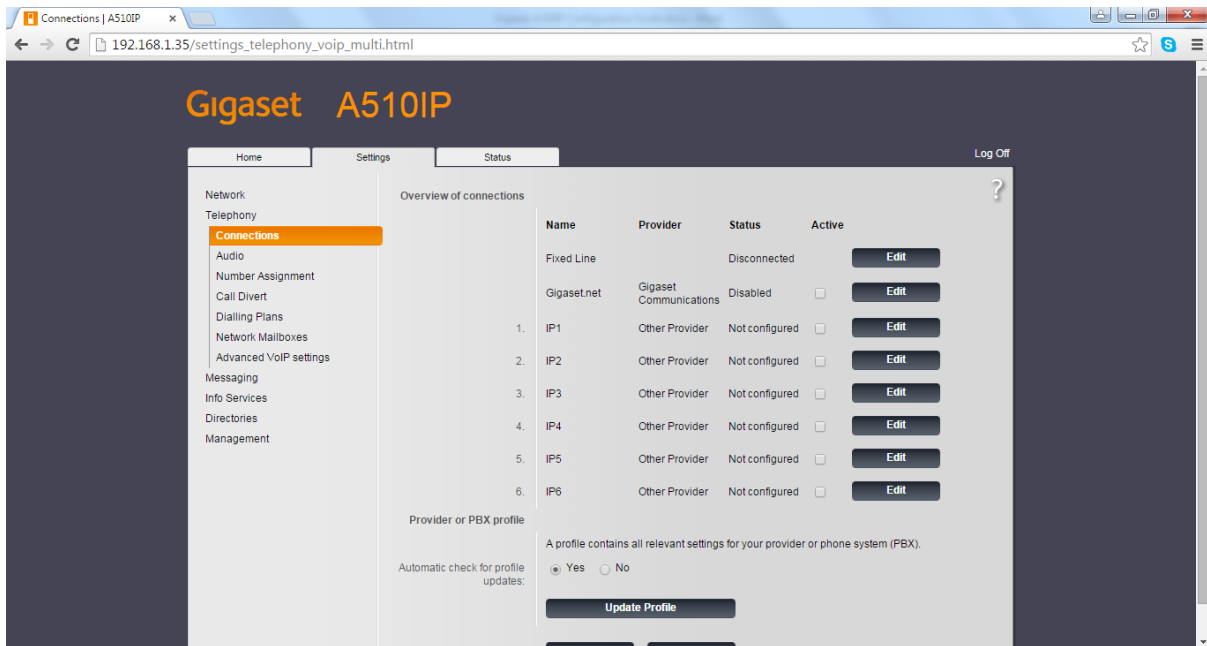 Connections | A510IP
192.168.1.35/settings_telephony_voip_multi.html
Gigaset A510IP
Home Settings Status Log Off
Network
Telephony
Connections
Audio
Number Assignment
Call Divert
Dialling Plans
Network Mailboxes
Advanced VoIP settings
Messaging
Info Services
Directories
Management
Overview of connections
?
Name Provider Status Active
Fixed Line Disconnected Edit
Gigaset.net Gigaset Communications Disabled Edit
1. IP1 Other Provider Not configured Edit
2. IP2 Other Provider Not configured Edit
3. IP3 Other Provider Not configured Edit
4. IP4 Other Provider Not configured Edit
5. IP5 Other Provider Not configured Edit
6. IP6 Other Provider Not configured Edit
Provider or PBX profile
A profile contains all relevant settings for your provider or phone system (PBX).
Automatic check for profile updates: Yes No
Update Profile